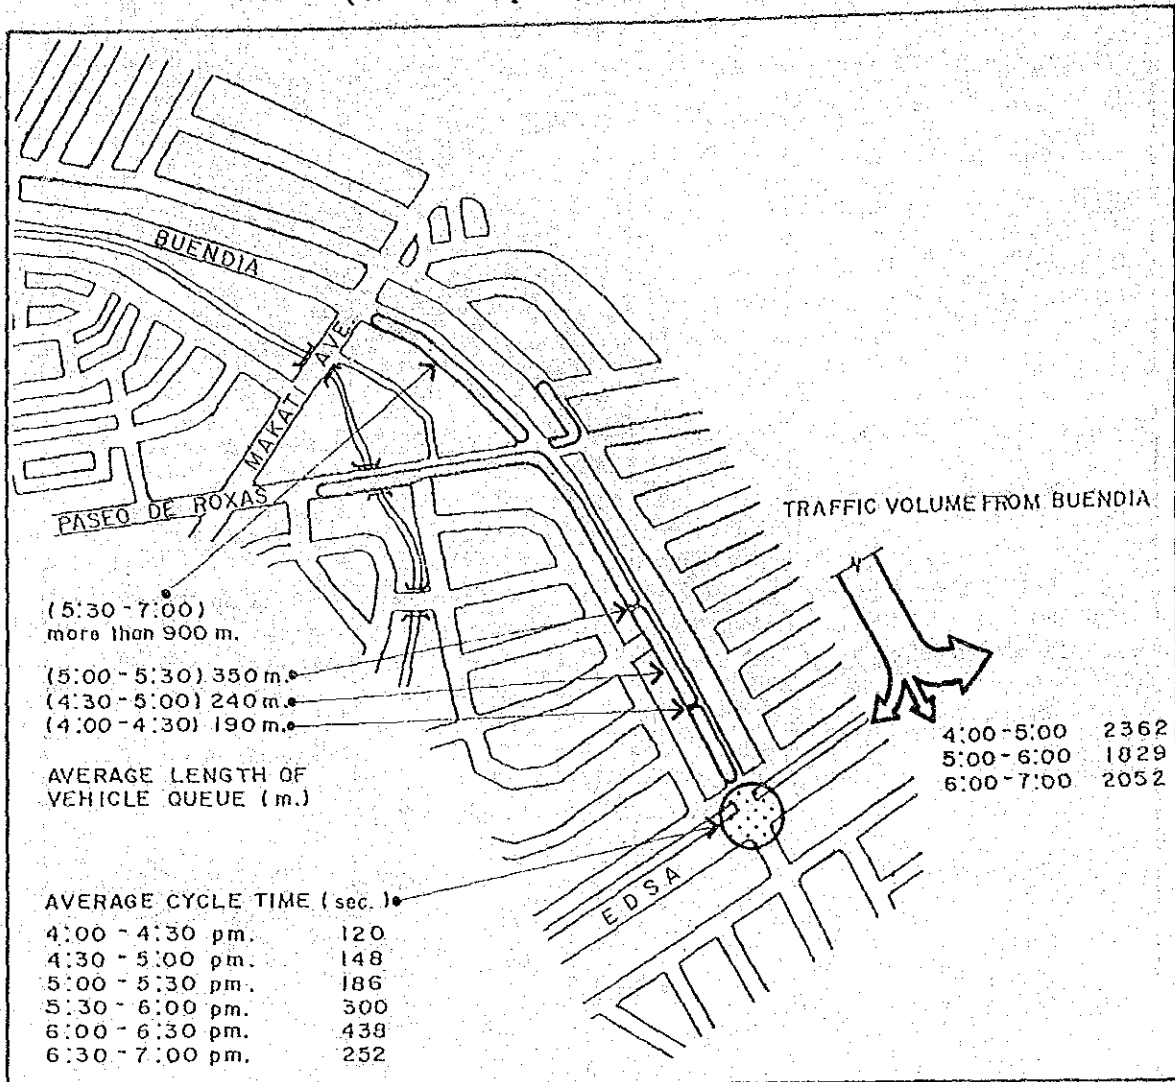 BUENDIA
MAKATI AVE.
PASEO DE ROXAS
TRAFFIC VOLUME FROM BUENDIA
4:00-5:00 2362
5:00-6:00 1829
6:00-7:00 2052
(5:30-7:00)
more than 900 m.
(5:00-5:30) 350 m.
(4:30-5:00) 240 m.
(4:00-4:30) 190 m.
AVERAGE LENGTH OF
VEHICLE QUEUE (m.)
EDSA
AVERAGE CYCLE TIME (sec.)
4:00 - 4:30 pm. 120
4:30 - 5:00 pm. 148
5:00 - 5:30 pm. 186
5:30 - 6:00 pm. 300
6:00 - 6:30 pm. 438
6:30 - 7:00 pm. 252